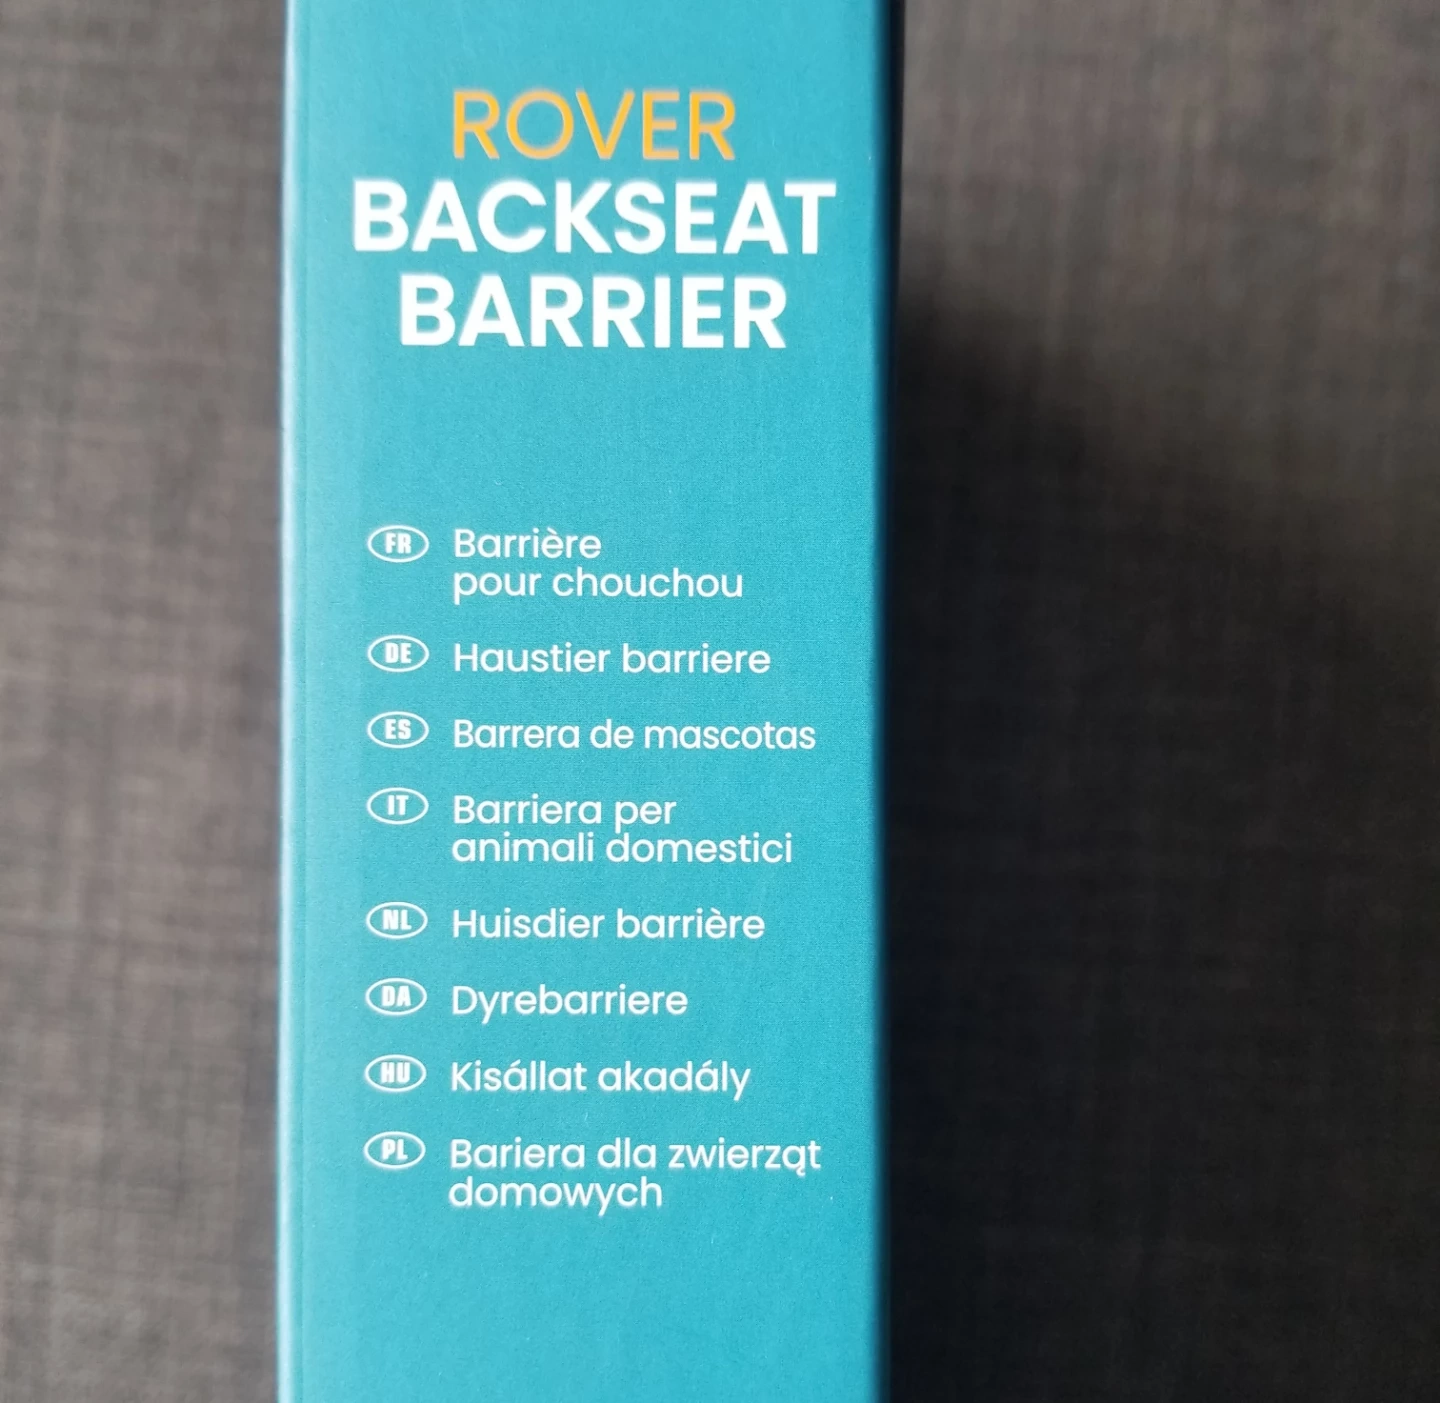 ROVER
BACKSEAT
BARRIER
FR Barrière
pour chouchou
DE Haustier barriere
ES Barrera de mascotas
IT Barriera per
animali domestici
NL Huisdier barrière
DA Dyrebarriere
HU Kisállat akadály
PL Bariera dla zwierząt
domowych